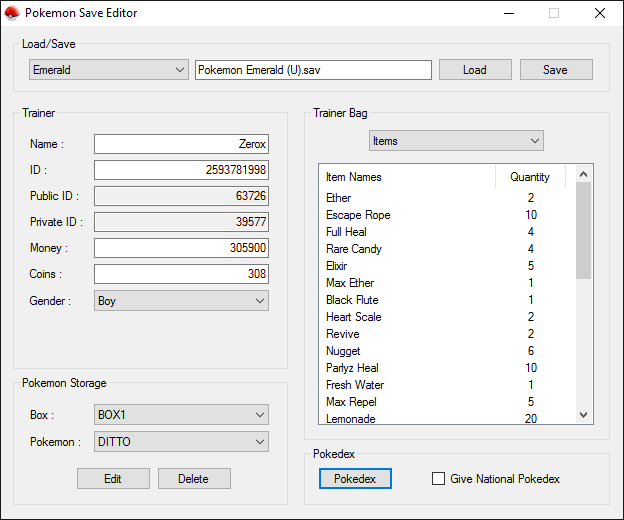 Pokemon Save Editor
Load/Save
Emerald
Pokemon Emerald (U).sav
Load
Save
Trainer
Name :
Zerox
ID :
2593781998
Public ID :
63726
Private ID :
39577
Money :
305900
Coins :
308
Gender :
Boy
Pokemon Storage
Box :
BOX1
Pokemon :
DITTO
Edit
Delete
Trainer Bag
Items
Item Names Quantity
Ether 2
Escape Rope 10
Full Heal 4
Rare Candy 4
Elixir 5
Max Ether 1
Black Flute 1
Heart Scale 2
Revive 2
Nugget 6
Parlyz Heal 10
Fresh Water 1
Max Repel 5
Lemonade 20
Pokedex
Pokedex
Give National Pokedex